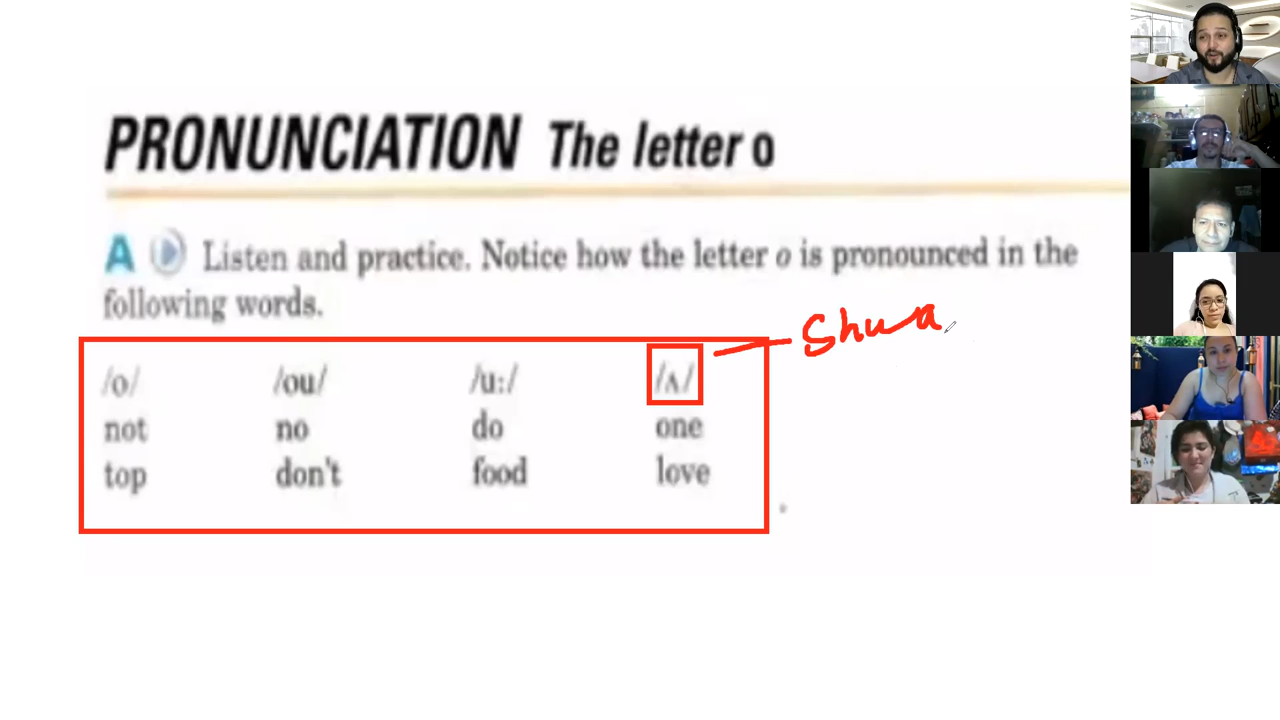 PRONUNCIATION The letter o
A Listen and practice. Notice how the letter o is pronounced in the
following words.
Shwa
/o/ /ou/ /u:/ /ʌ/
not no do one
top don't food love